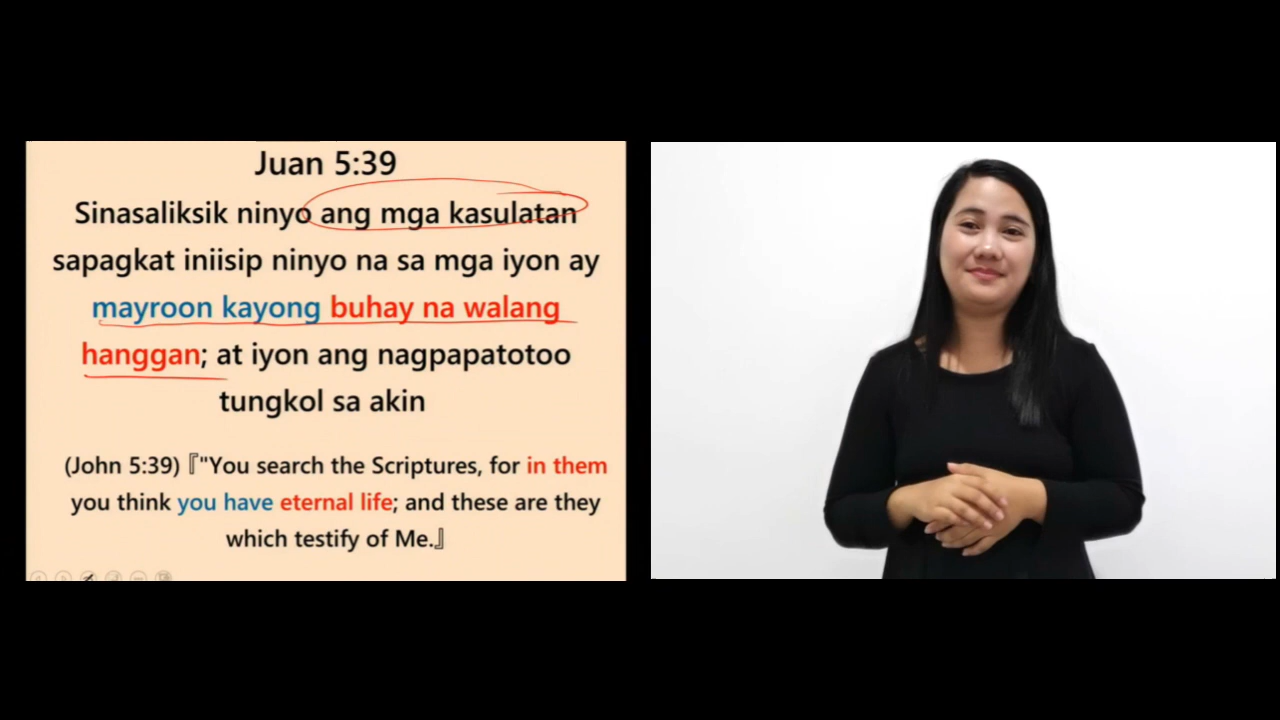 Juan 5:39
Sinasaliksik ninyo ang mga kasulatan
sapagkat iniisip ninyo na sa mga iyon ay
mayroon kayong buhay na walang
hanggan; at iyon ang nagpapatotoo
tungkol sa akin
(John 5:39)『"You search the Scriptures, for in them
you think you have eternal life; and these are they
which testify of Me.』